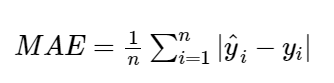 MAE = \frac{1}{n} \sum_{i=1}^{n} |\hat{y}_i - y_i|